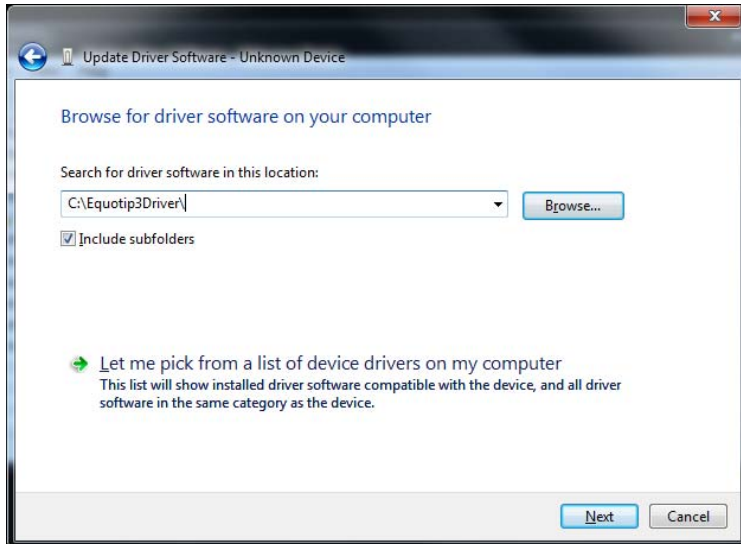 Update Driver Software - Unknown Device
Browse for driver software on your computer
Search for driver software in this location:
C:\Equotip3Driver\
Browse...
Include subfolders
Let me pick from a list of device drivers on my computer
This list will show installed driver software compatible with the device, and all driver
software in the same category as the device.
Next
Cancel